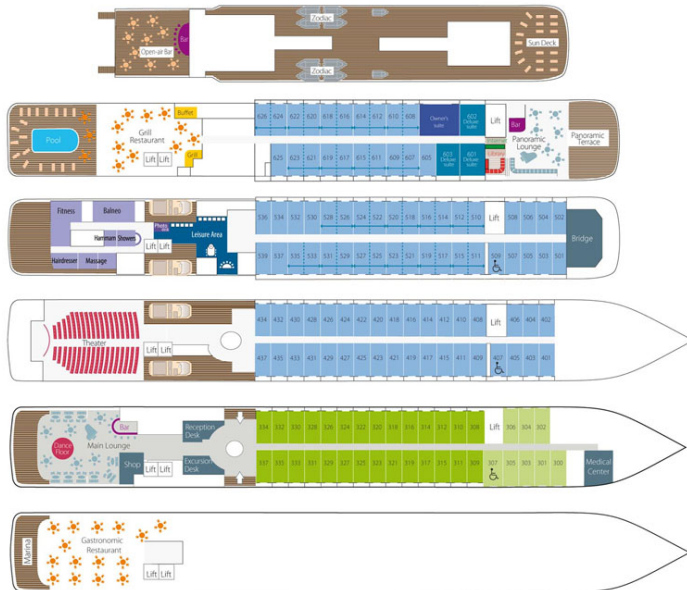 Zodiac
Open-air Bar
Bar
Sun Deck
Zodiac
Buffet
626 624 622 620 618 616 614 612 610 608
Owner's
suite
602
Deluxe
suite
Lift
Bar
Pool
Grill
Restaurant
Panoramic
Lounge
Panoramic
Terrace
Lift Lift
Grill
Library
625 623 621 619 617 615 611 609 607 605
603
Deluxe
suite
601
Deluxe
suite
Fitness
Balneo
536 534 532 530 528 526 524 522 520 518 516 514 512 510
Lift
508 506 504 502
Photo
Leisure Area
Bridge
Hammam
Showers
Lift Lift
Hairdresser
Massage
539 537 535 533 531 529 527 525 523 521 519 517 515 511
509
507 505 503 501
434 432 430 428 426 424 422 420 418 416 414 412 410
Lift
406 404 402
Theater
Lift Lift
437 435 433 431 429 427 425 423 421 419 417 415 411 409
407
405 403 401
Bar
Reception
Desk
334 332 330 328 326 324 322 320 318 316 314 312 310 308
Lift
306 304 302
Dance
Floor
Main Lounge
Shop
Lift Lift
Excursion
Desk
337 335 333 331 329 327 325 323 321 319 317 315 311 309
307
305 303 301 300
Medical
Center
Marina
Gastronomic
Restaurant
Lift Lift